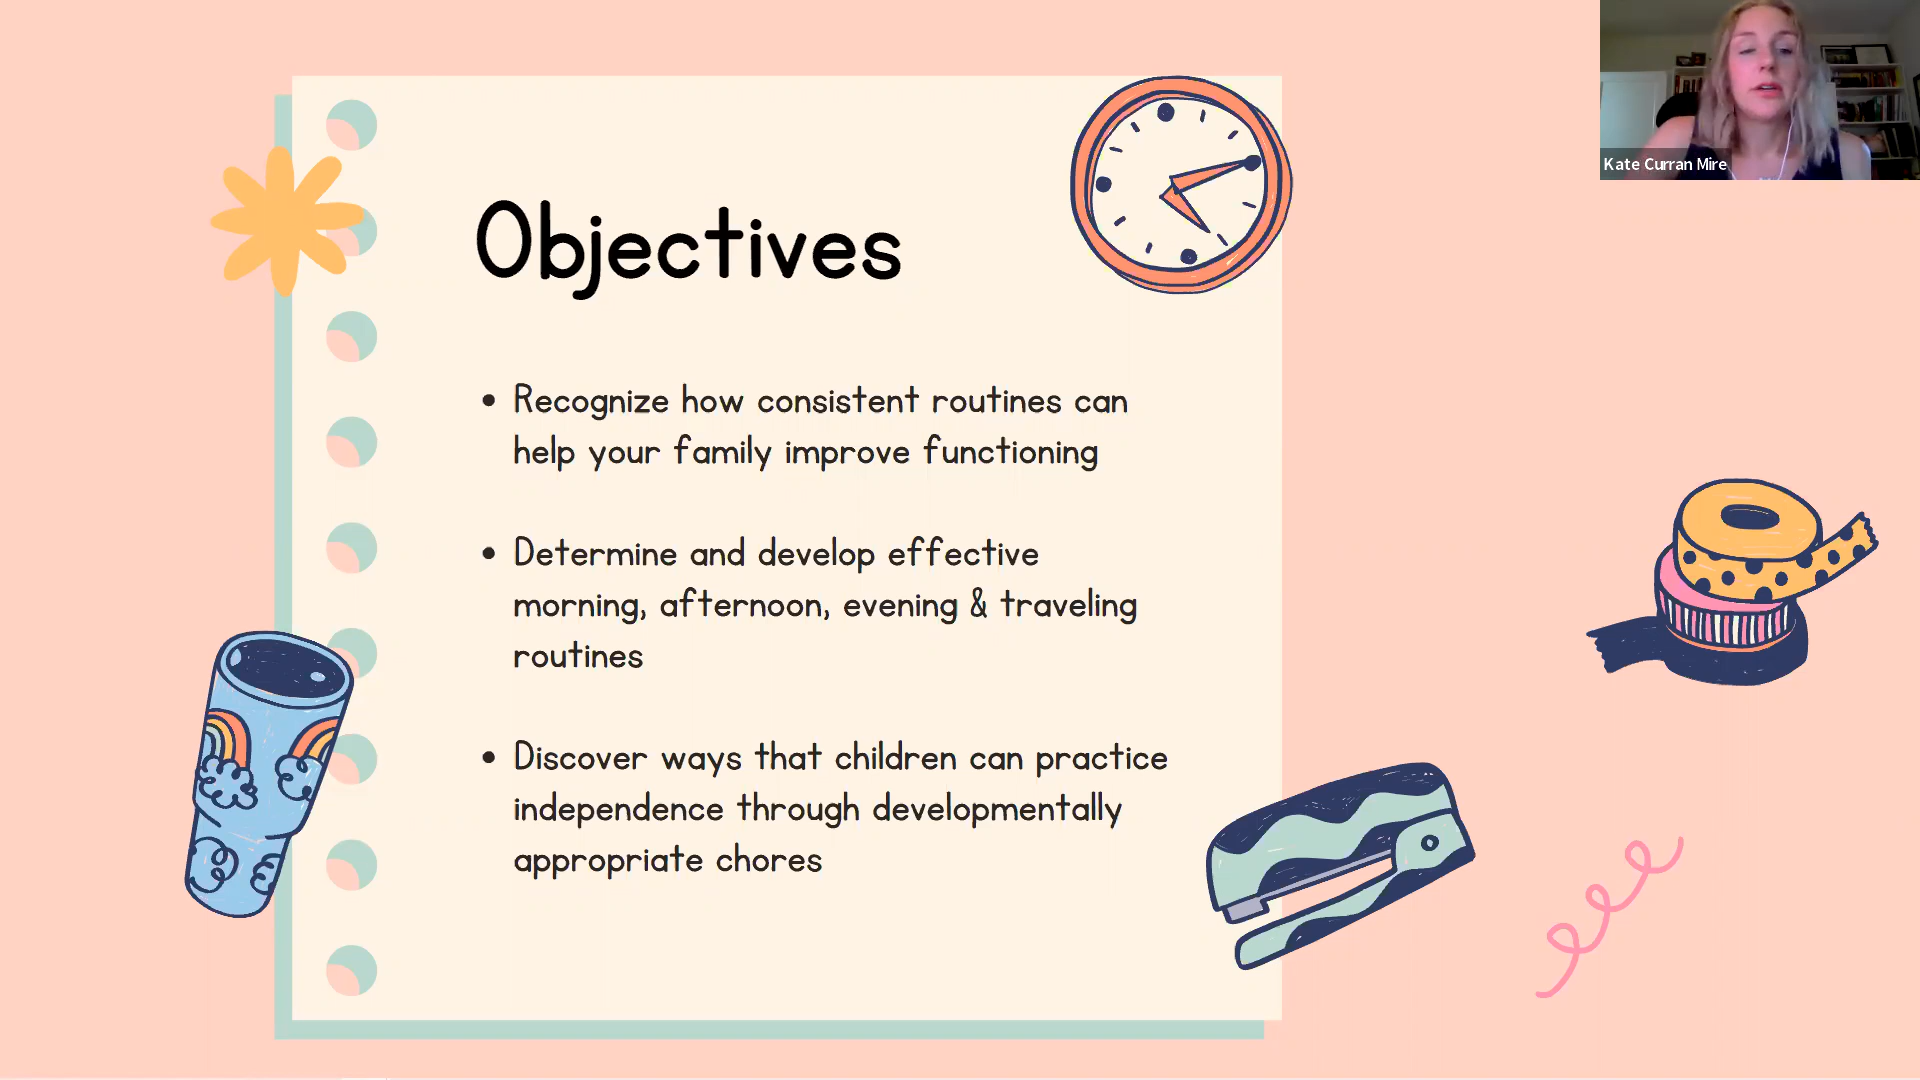 Objectives
• Recognize how consistent routines can
help your family improve functioning
• Determine and develop effective
morning, afternoon, evening & traveling
routines
• Discover ways that children can practice
independence through developmentally
appropriate chores
Kate Curran Mire